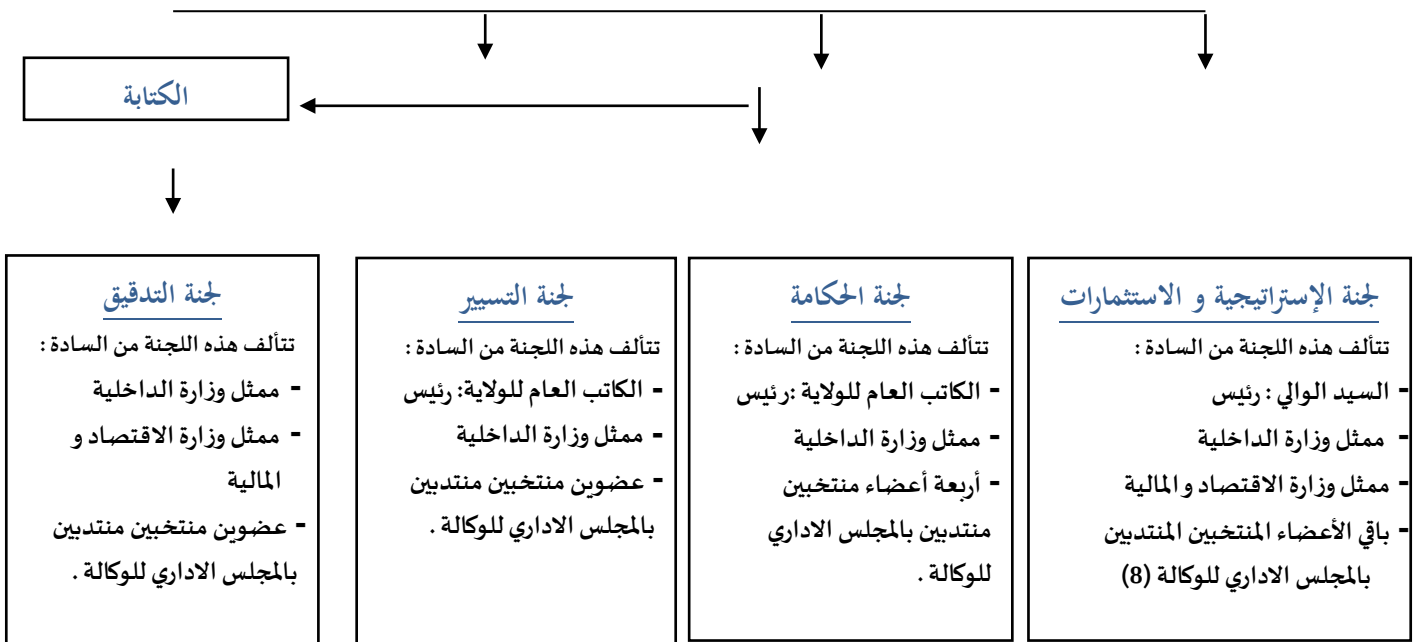 الكتابة
لجنة الإستراتيجية و الاستثمارات
تتألف هذه اللجنة من السادة :
- السيد الوالي : رئيس
- ممثل وزارة الداخلية
- ممثل وزارة الاقتصاد و المالية
- باقي الأعضاء المنتخبين المنتدبين
بالمجلس الاداري للوكالة (8)
لجنة الحكامة
تتألف هذه اللجنة من السادة :
- الكاتب العام للولاية :رئيس
- ممثل وزارة الداخلية
- أربعة أعضاء منتخبين
منتدبين بالمجلس الاداري
للوكالة .
لجنة التسيير
تتألف هذه اللجنة من السادة :
- الكاتب العام للولاية: رئيس
- ممثل وزارة الداخلية
- عضوين منتخبين منتدبين
بالمجلس الاداري للوكالة .
لجنة التدقيق
تتألف هذه اللجنة من السادة :
- ممثل وزارة الداخلية
- ممثل وزارة الاقتصاد و
المالية
- عضوين منتخبين منتدبين
بالمجلس الاداري للوكالة .